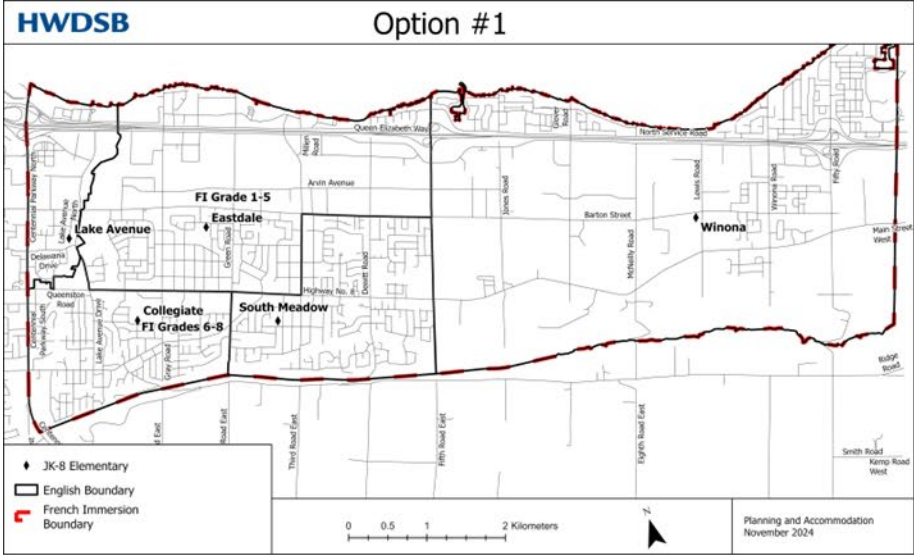 HWDSB
Option #1
Queen Elizabeth Way
North Service Road
Millen
Road
Glover
Road
Centennial Parkway North
Lake Avenue
North
Arvin Avenue
FI Grade 1-5
Eastdale
Green Road
Jones Road
Barton Street
Lewis Road
Winona Road
Fifty Road
Lake Avenue
Delawana
Drive
Winona
Main Street
West
McNeilly Road
Dewitt Road
Queenston
Road
Highway No. 8
Centennial
Parkway South
Lake Avenue Drive
Collegiate
FI Grades 6-8
South Meadow
Gray Road
Ridge
Road
Third Road East
Fifth Road East
Eighth Road East
Smith Road
Kemp Road
West
JK-8 Elementary
English Boundary
French Immersion
Boundary
0 0.5 1 2 Kilometers
N
Planning and Accommodation
November 2024